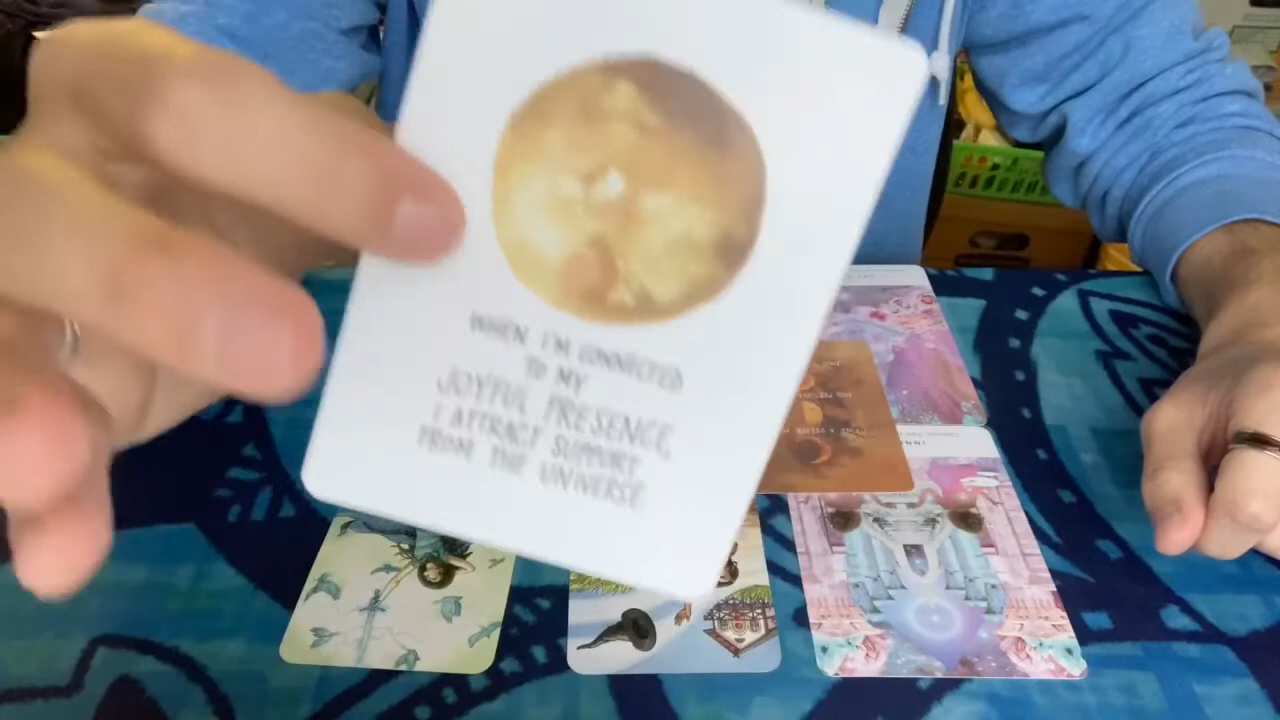 WHEN I'M CONNECTED
TO MY
JOYFUL PRESENCE,
I ATTRACT SUPPORT
FROM THE UNIVERSE.